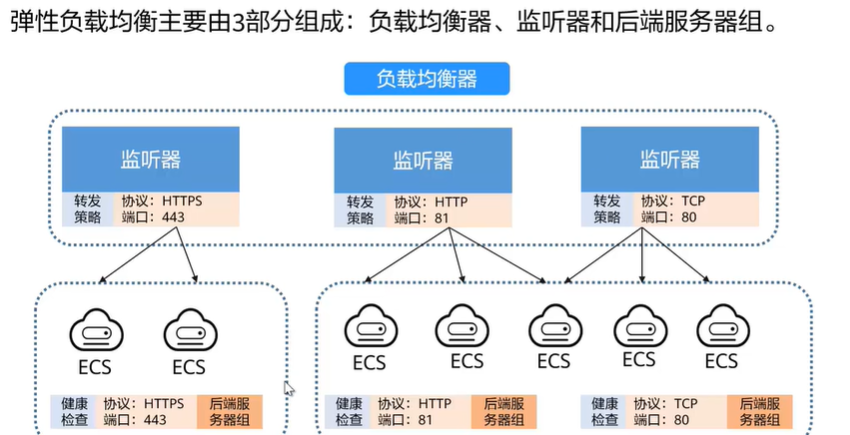 弹性负载均衡主要由3部分组成：负载均衡器、监听器和后端服务器组。
负载均衡器
监听器
转发策略
协议：HTTPS
端口：443
监听器
转发策略
协议：HTTP
端口：81
监听器
转发策略
协议：TCP
端口：80
ECS
ECS
ECS
ECS
ECS
ECS
ECS
健康检查
协议：HTTPS
端口：443
后端服务器组
健康检查
协议：HTTP
端口：81
后端服务器组
健康检查
协议：TCP
端口：80
后端服务器组